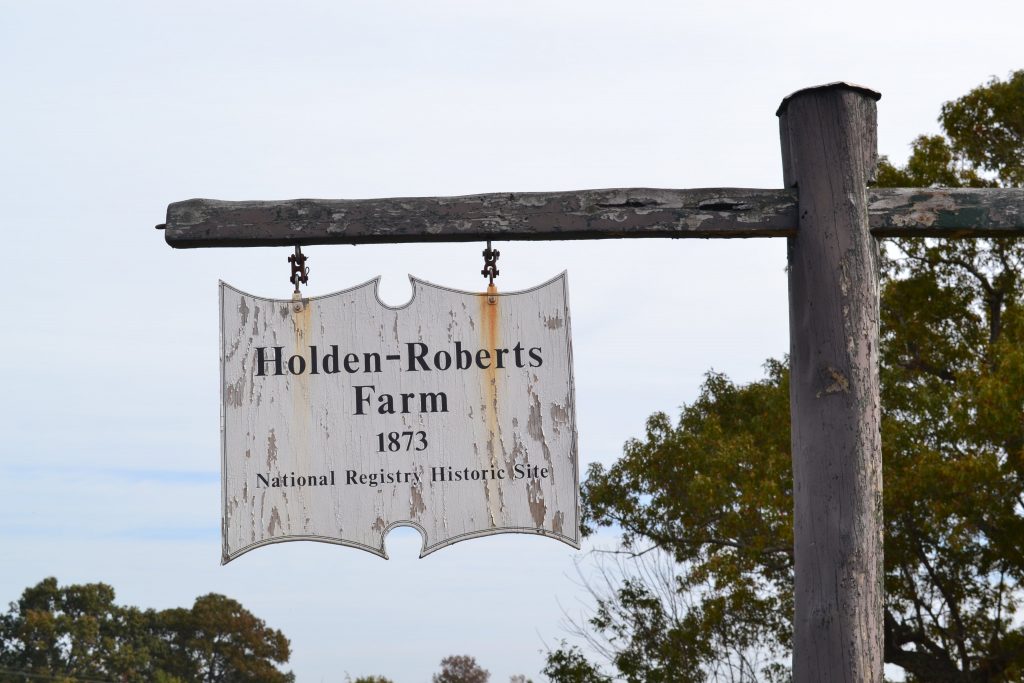 Holden-Roberts
Farm
1873
National Registry Historic Site